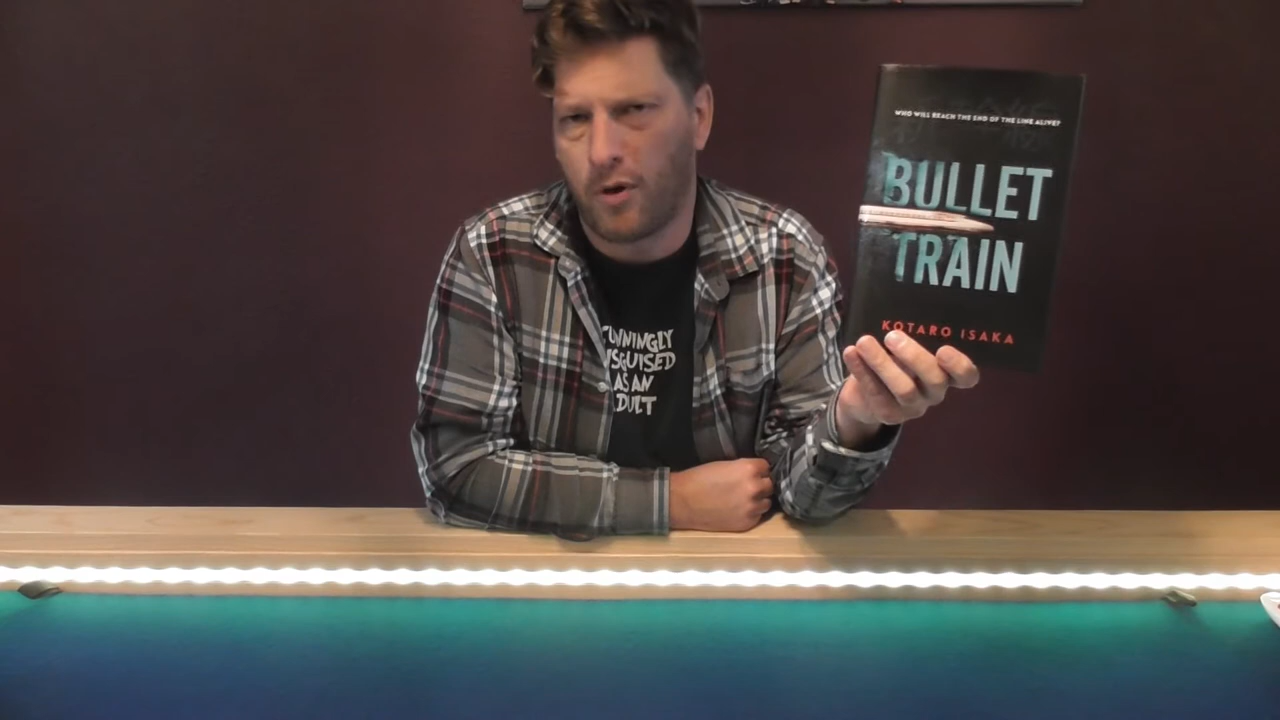 WHO WILL REACH THE END OF THE LINE ALIVE?
BULLET
TRAIN
KOTARO ISAKA
UNNINGLY
ISGUISED
AS AN
DULT